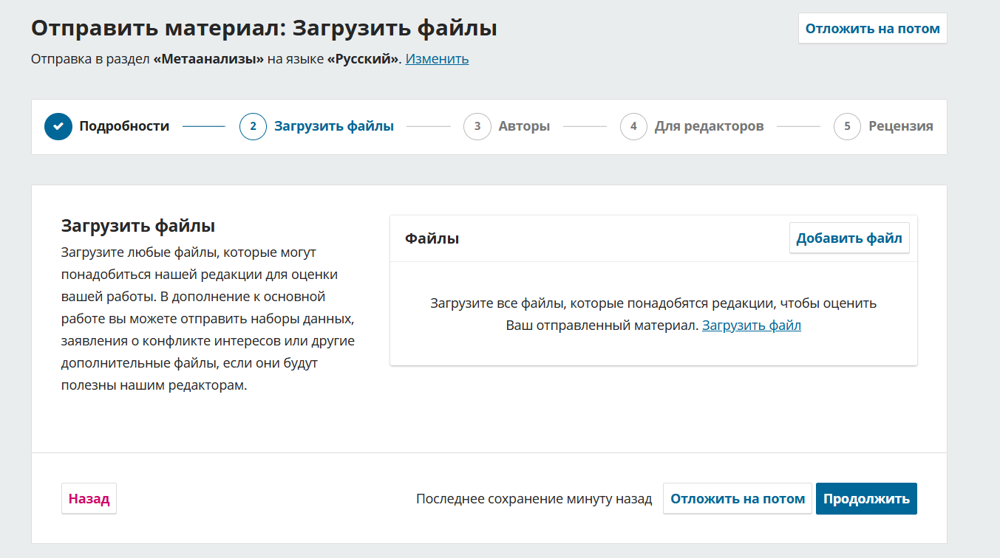 Отправить материал: Загрузить файлы
Отложить на потом
Отправка в раздел «Метаанализы» на языке «Русский». Изменить
Подробности
2 Загрузить файлы
3 Авторы
4 Для редакторов
5 Рецензия
Загрузить файлы
Загрузите любые файлы, которые могут
понадобиться нашей редакции для оценки
вашей работы. В дополнение к основной
работе вы можете отправить наборы данных,
заявления о конфликте интересов или другие
дополнительные файлы, если они будут
полезны нашим редакторам.
Файлы
Добавить файл
Загрузите все файлы, которые понадобятся редакции, чтобы оценить
Ваш отправленный материал. Загрузить файл
Назад
Последнее сохранение минуту назад
Отложить на потом
Продолжить